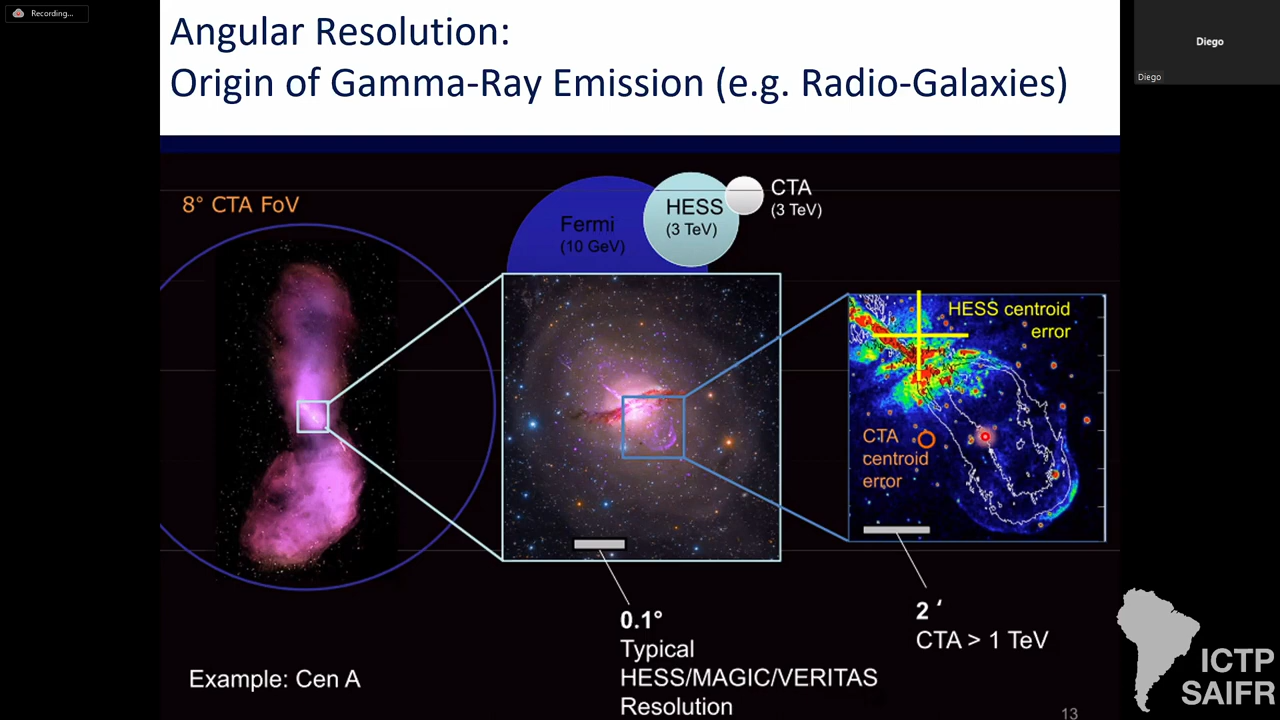 Recording...
Angular Resolution:
Origin of Gamma-Ray Emission (e.g. Radio-Galaxies)
Diego
Diego
8° CTA FoV
Fermi
(10 GeV)
HESS
(3 TeV)
CTA
(3 TeV)
HESS centroid
error
CTA
centroid
error
0.1°
Typical
HESS/MAGIC/VERITAS
Resolution
2 ‘
CTA > 1 TeV
Example: Cen A
ICTP
SAIFR
13